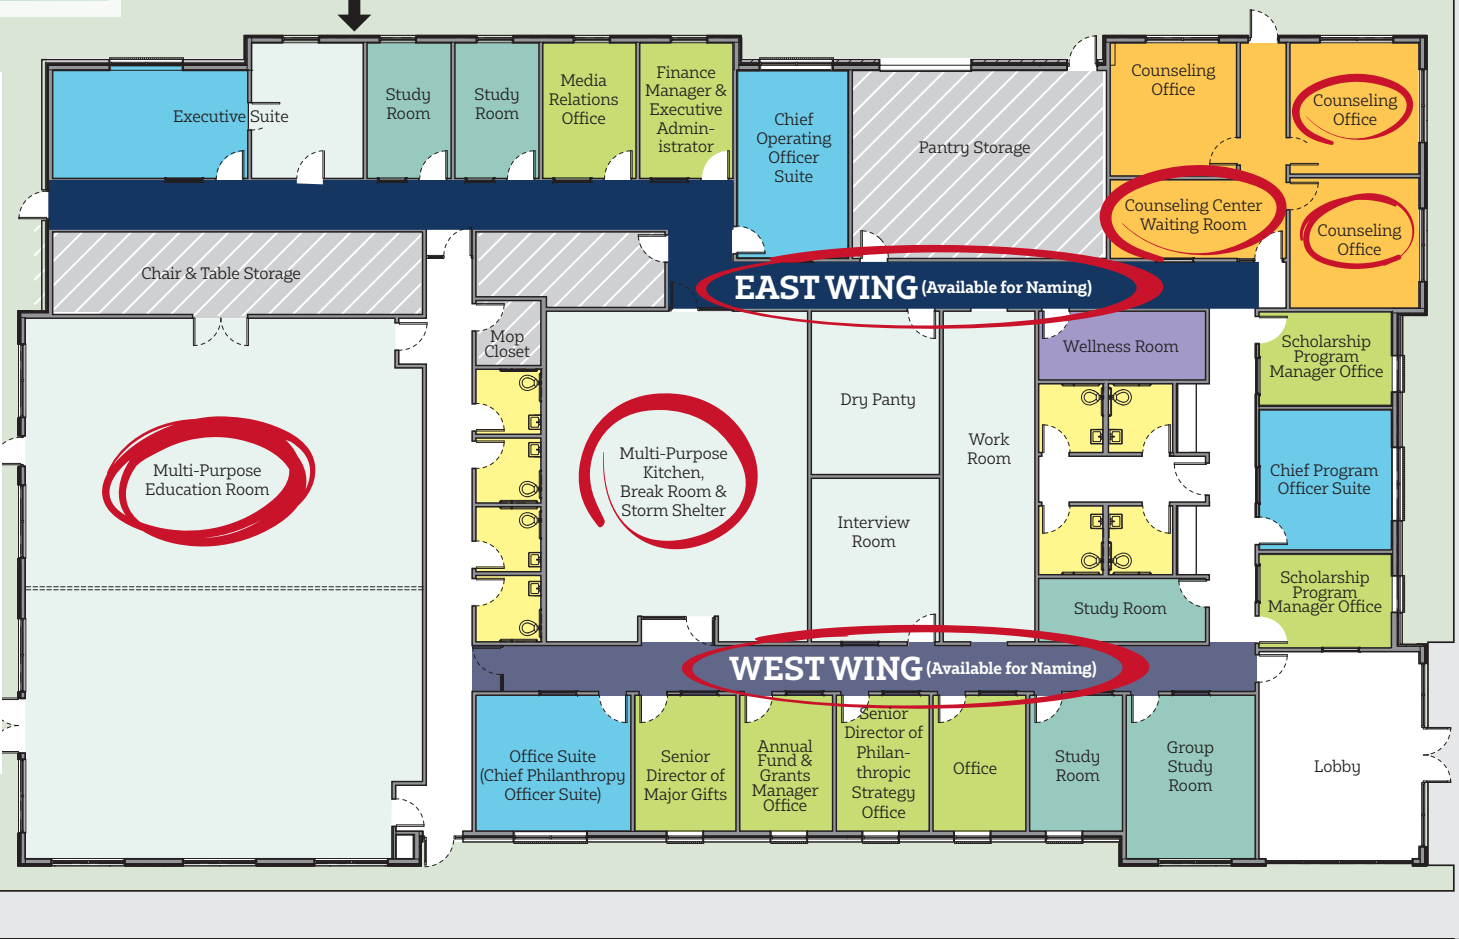 Executive Suite
Study
Room
Study
Room
Media
Relations
Office
Finance
Manager &
Executive
Admin-
istrator
Chief
Operating
Officer
Suite
Pantry Storage
Counseling
Office
Counseling
Office
Counseling Center
Waiting Room
Counseling
Office
Chair & Table Storage
EAST WING (Available for Naming)
Mop
Closet
Wellness Room
Scholarship
Program
Manager Office
Dry Panty
Work
Room
Multi-Purpose
Education Room
Multi-Purpose
Kitchen,
Break Room &
Storm Shelter
Chief Program
Officer Suite
Interview
Room
Study Room
Scholarship
Program
Manager Office
WEST WING (Available for Naming)
Office Suite
(Chief Philanthropy
Officer Suite)
Senior
Director of
Major Gifts
Annual
Fund &
Grants
Manager
Office
Senior
Director of
Philan-
thropic
Strategy
Office
Office
Study
Room
Group
Study
Room
Lobby